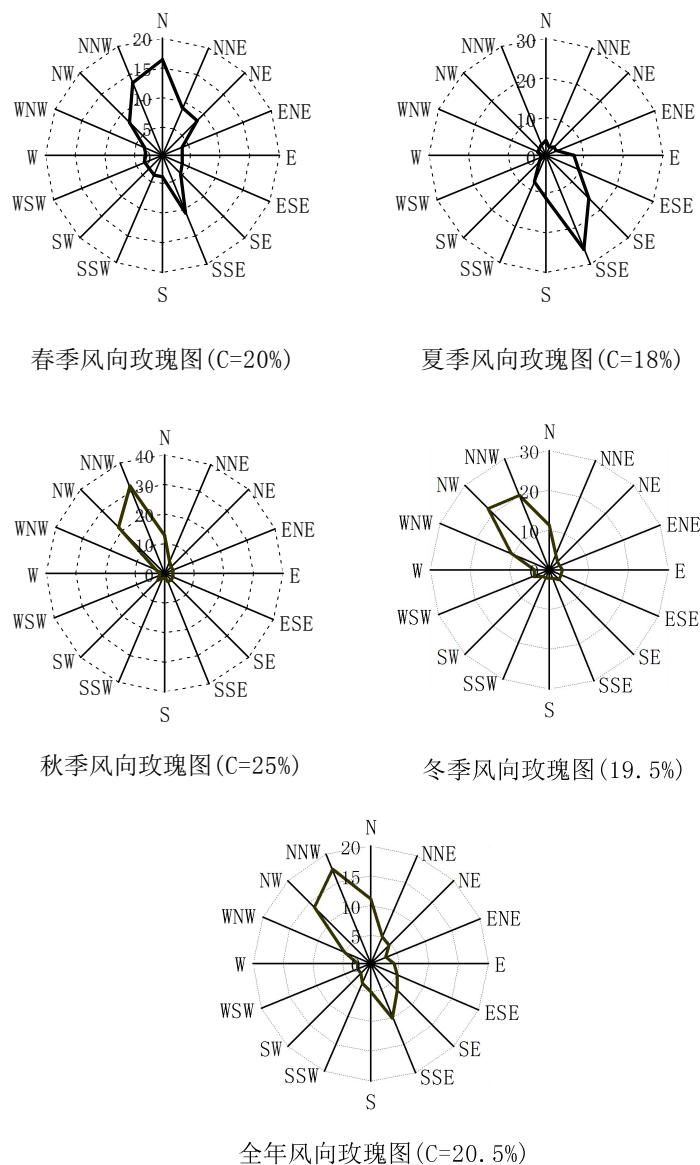 N
NNE
NE
ENE
E
ESE
SE
SSE
S
SSW
SW
WSW
W
WNW
NW
NNW
20
15
10
5
0
春季风向玫瑰图(C=20%)
N
NNE
NE
ENE
E
ESE
SE
SSE
S
SSW
SW
WSW
W
WNW
NW
NNW
30
20
10
0
夏季风向玫瑰图(C=18%)
N
NNE
NE
ENE
E
ESE
SE
SSE
S
SSW
SW
WSW
W
WNW
NW
NNW
40
30
20
10
0
秋季风向玫瑰图(C=25%)
N
NNE
NE
ENE
E
ESE
SE
SSE
S
SSW
SW
WSW
W
WNW
NW
NNW
30
20
10
0
冬季风向玫瑰图(19.5%)
N
NNE
NE
ENE
E
ESE
SE
SSE
S
SSW
SW
WSW
W
WNW
NW
NNW
20
15
10
5
0
全年风向玫瑰图(C=20.5%)